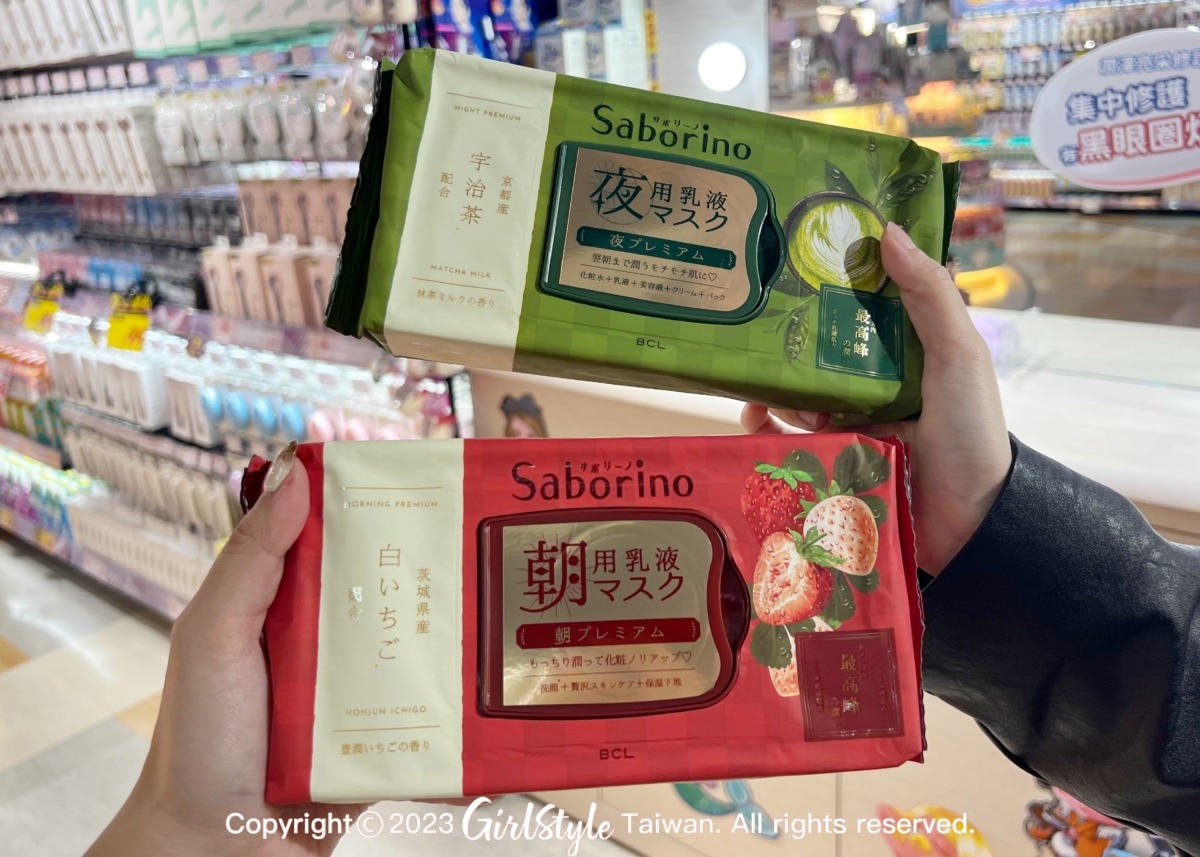 NIGHT PREMIUM
京都産
宇治茶
配合
MATCHA MILK
抹茶ミルクの香り
サボリーノ
Saborino
夜用乳液
マスク
夜プレミアム
翌朝まで潤うモチモチ肌に♡
化粧水+乳液+美容液+クリーム+パック
最高峰
の潤
BCL
集中修護
黑眼圈
MORNING PREMIUM
茨城県産
白いちご
配合
HOHJUN ICHIGO
豊潤いちごの香り
サボリーノ
Saborino
朝用乳液
マスク
朝プレミアム
もっちり潤って化粧ノリアップ♡
洗顔+贅沢スキンケア+保湿下地
最高峰
の潤
BCL
Copyright © 2023 GirlStyle Taiwan. All rights reserved.